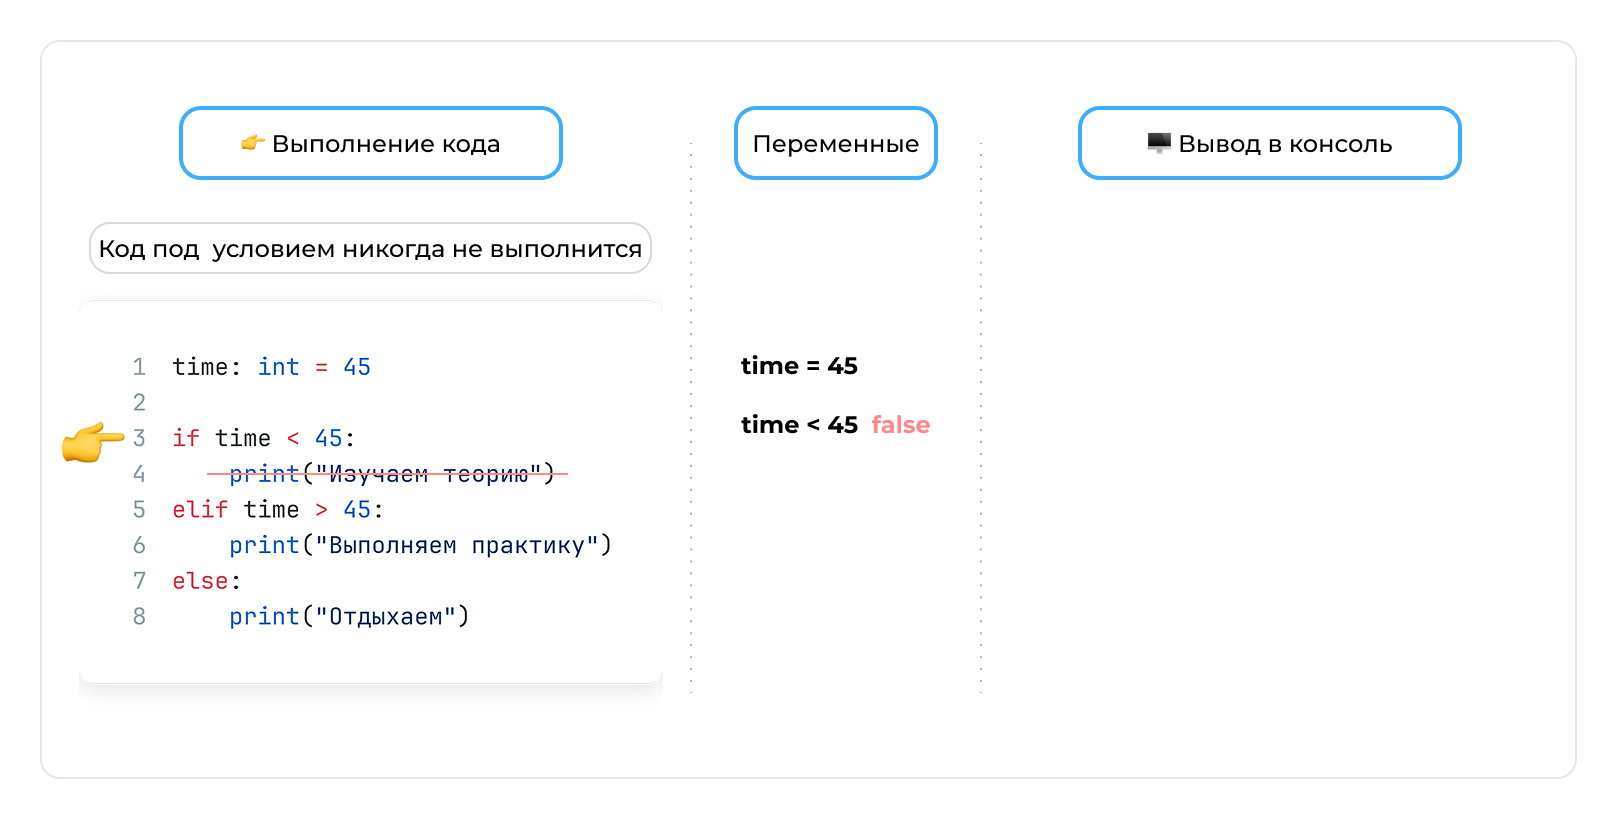 👉 Выполнение кода
Переменные
🖥 Вывод в консоль
Код под  условием никогда не выполнится
1 time: int = 45
2
3 if time < 45:
4     print("Изучаем теорию")
5 elif time > 45:
6     print("Выполняем практику")
7 else:
8     print("Отдыхаем")
time = 45
time < 45 false